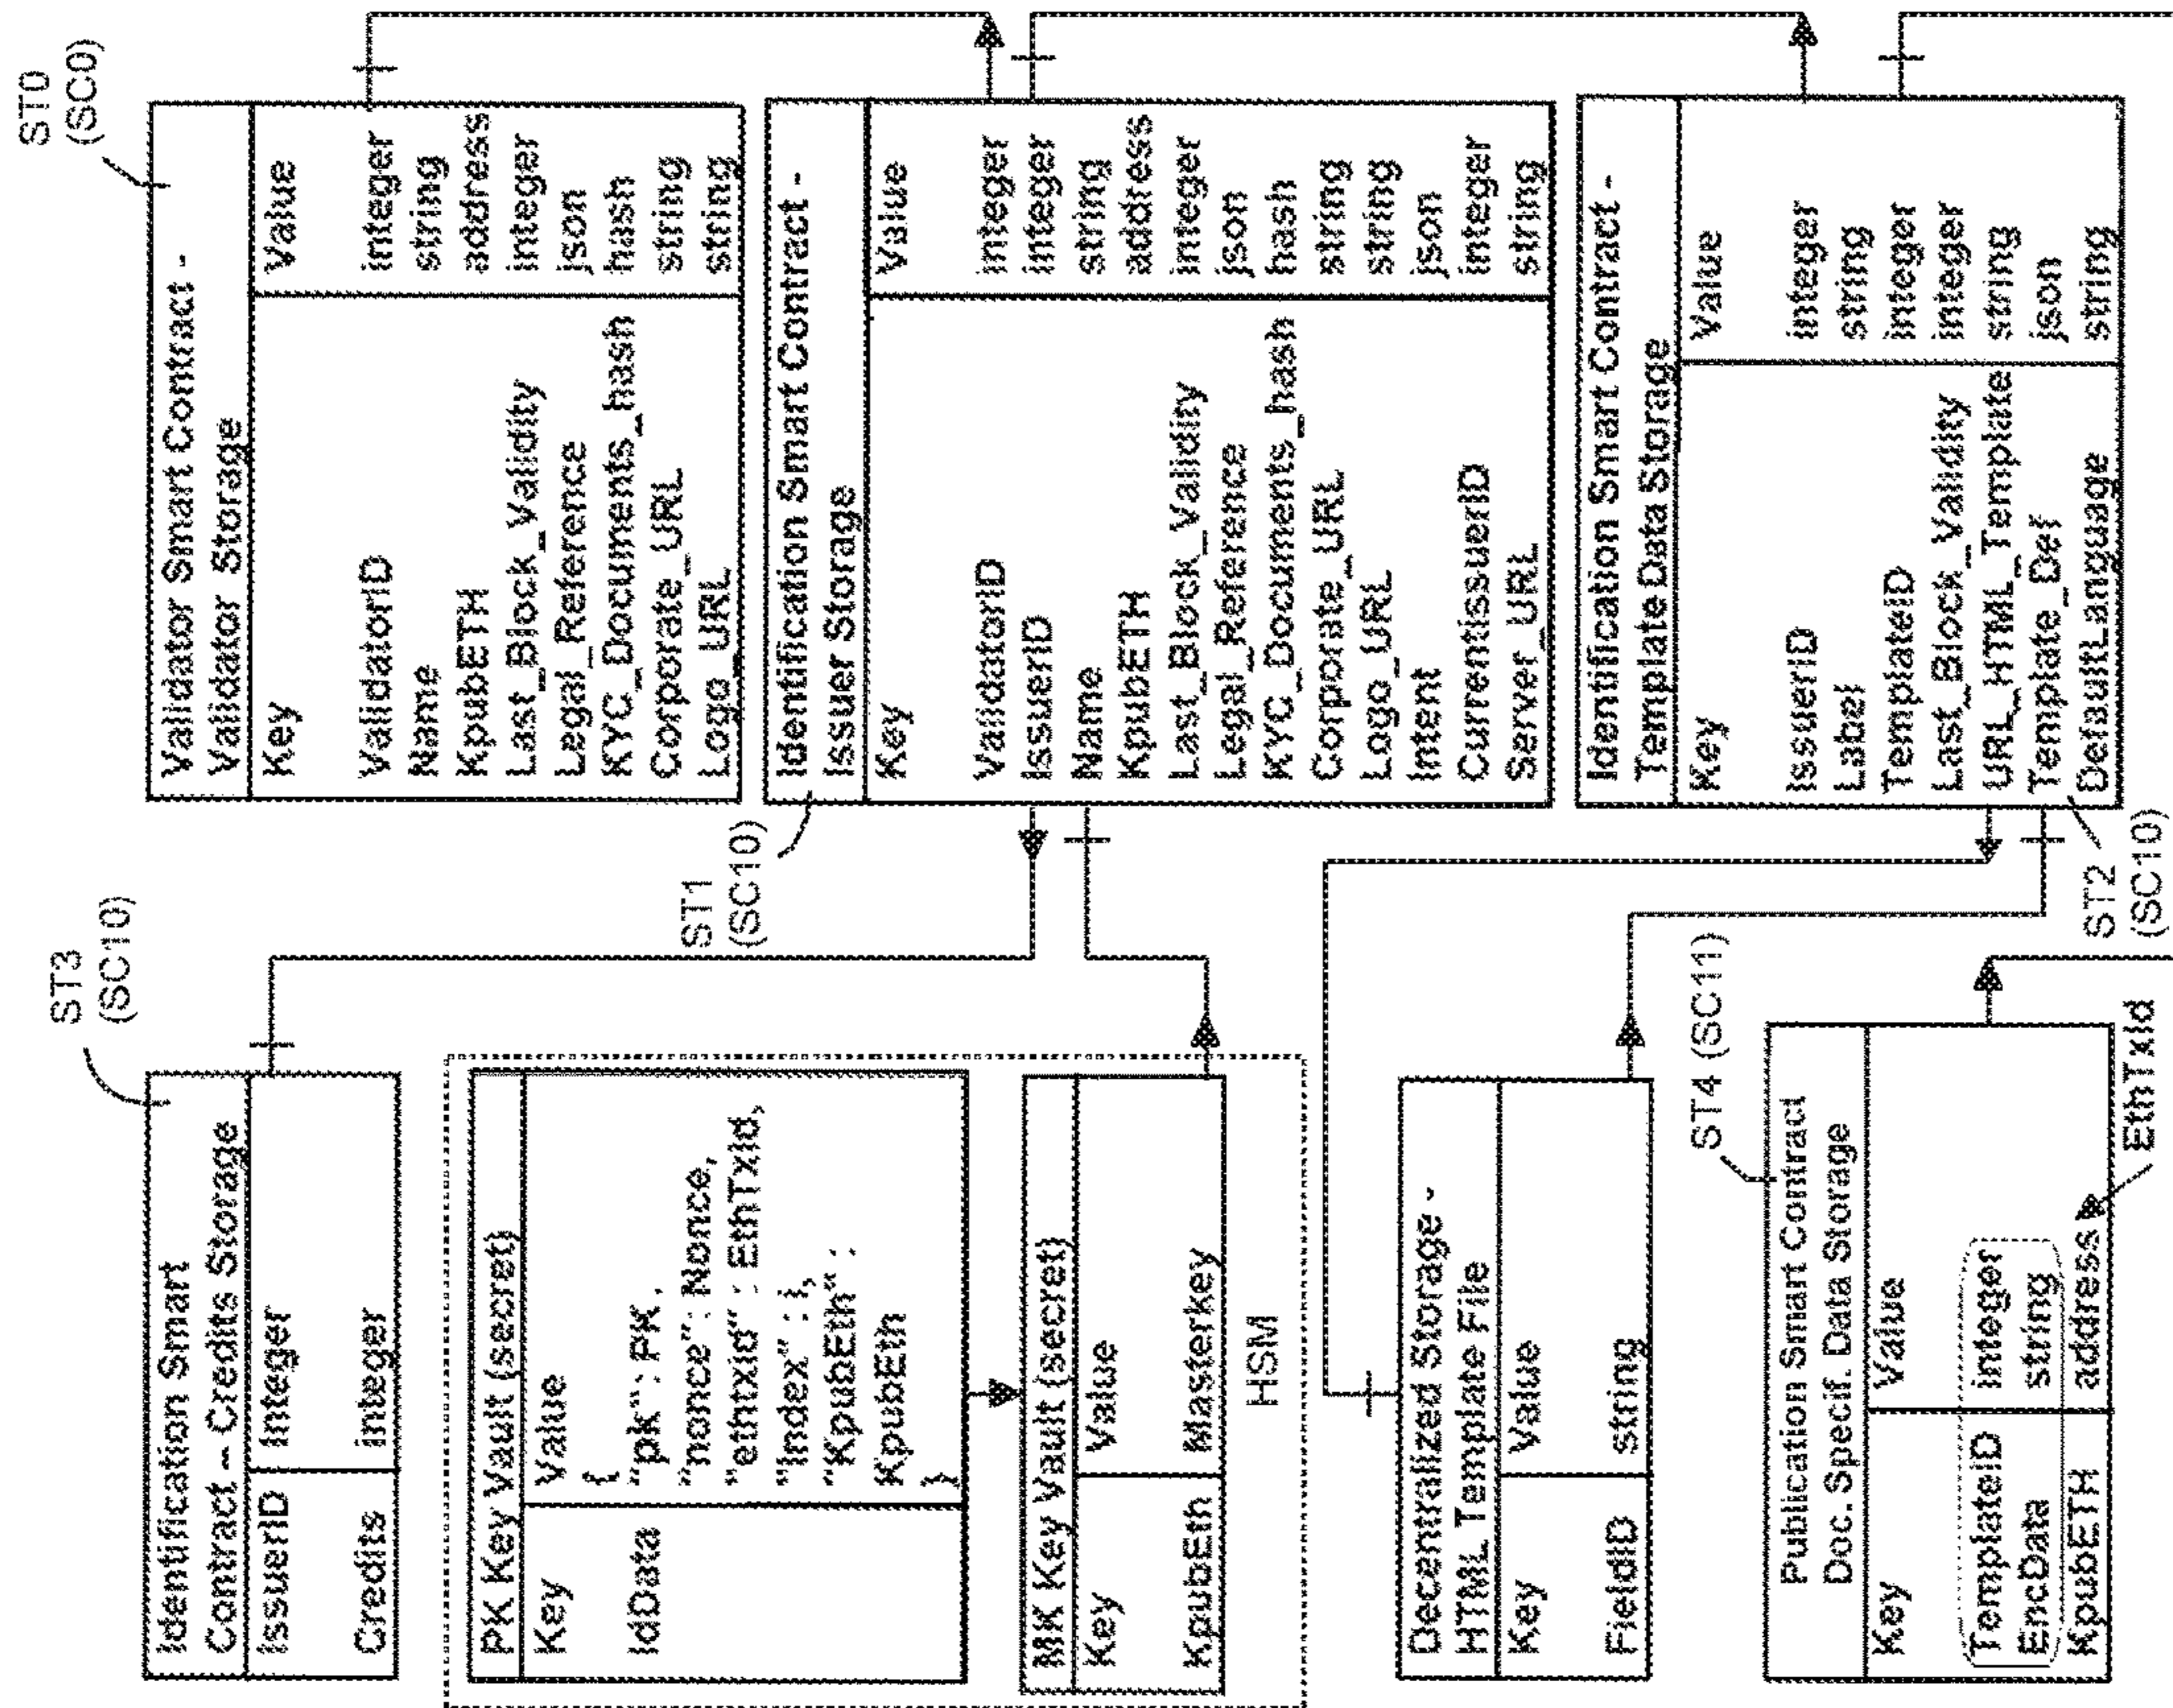 ST3
(SC10)
Identification Smart
Contract – Credits Storage
IssuerID Integer
Credits integer
PK Key Vault (secret)
Key Value
{
IdData "pk": PK,
"nonce": Nonce,
"ethtxid": EthTxId,
"Index": i,
"KpubEth":
KpubEth
}
MK Key Vault (secret)
Key Value
KpubEth Masterkey
HSM
Decentralized Storage -
HTML Template File
Key Value
FieldID string
ST4 (SC11)
Publication Smart Contract
Doc. Specif. Data Storage
Key Value
TemplateID integer
EncData string
KpubETH address
EthTxId
ST0
(SC0)
Validator Smart Contract -
Validator Storage
Key Value
ValidatorID integer
Name string
KpubETH address
Last_Block_Validity integer
Legal_Reference json
KYC_Documents_hash hash
Corporate_URL string
Logo_URL string
ST1
(SC10)
Identification Smart Contract -
Issuer Storage
Key Value
ValidatorID integer
IssuerID integer
Name string
KpubETH address
Last_Block_Validity integer
Legal_Reference json
KYC_Documents_hash hash
Corporate_URL string
Logo_URL string
Intent json
CurrentissuerID integer
Server_URL string
Identification Smart Contract -
Template Data Storage
Key Value
IssuerID integer
Label string
TemplateID integer
Last_Block_Validity integer
URL_HTML_Template string
Template_Def json
DefaultLanguage string
ST2
(SC10)